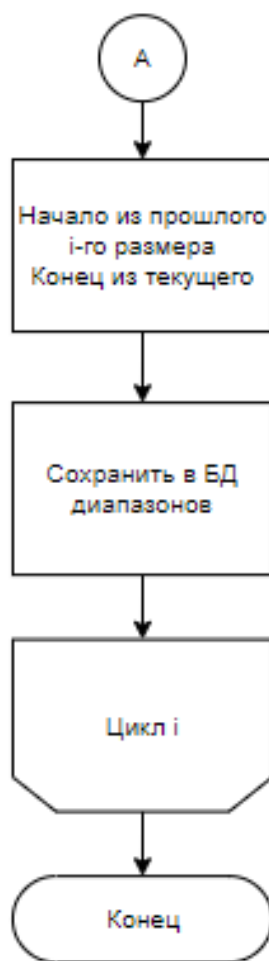 А
Начало из прошлого
i-го размера
Конец из текущего
Сохранить в БД
диапазонов
Цикл i
Конец